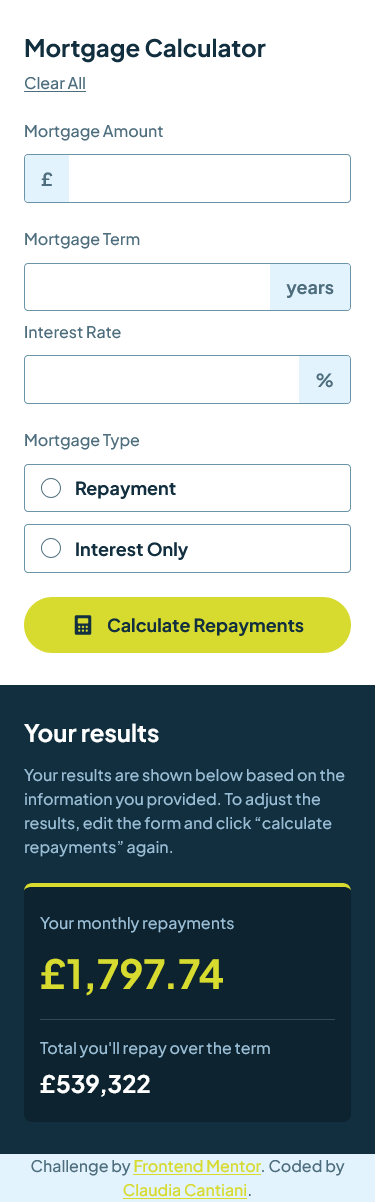 Mortgage Calculator
Clear All
Mortgage Amount
£
Mortgage Term
years
Interest Rate
%
Mortgage Type
Repayment
Interest Only
Calculate Repayments
Your results
Your results are shown below based on the
information you provided. To adjust the
results, edit the form and click “calculate
repayments” again.
Your monthly repayments
£1,797.74
Total you'll repay over the term
£539,322
Challenge by Frontend Mentor. Coded by
Claudia Cantiani.